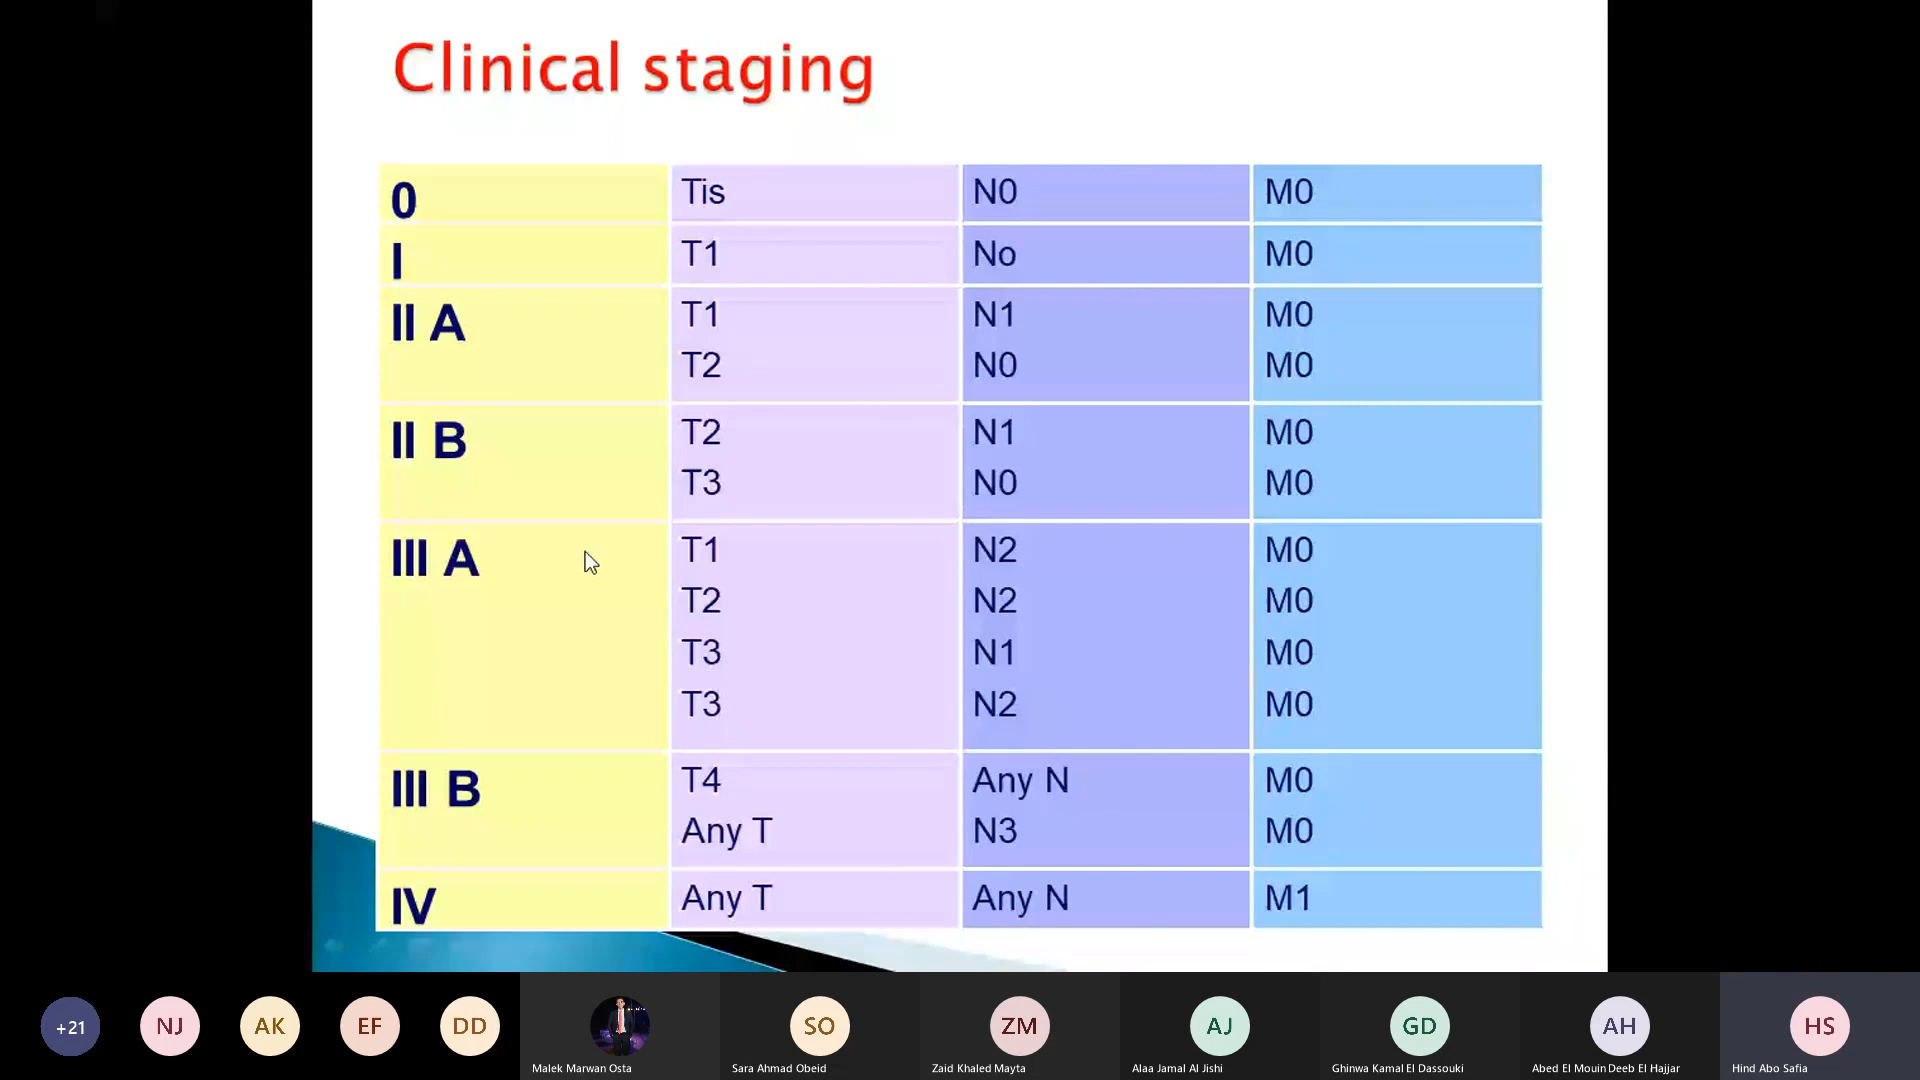 Clinical staging
0 Tis N0 M0
I T1 No M0
II A T1 N1 M0
T2 N0 M0
II B T2 N1 M0
T3 N0 M0
III A T1 N2 M0
T2 N2 M0
T3 N1 M0
T3 N2 M0
III B T4 Any N M0
Any T N3 M0
IV Any T Any N M1
+21 NJ AK EF DD SO ZM AJ GD AH HS
Malek Marwan Osta Sara Ahmad Obeid Zaid Khaled Mayta Alaa Jamal Al Jishi Ghinwa Kamal El Dassouki Abed El Mouin Deeb El Hajjar Hind Abo Safia